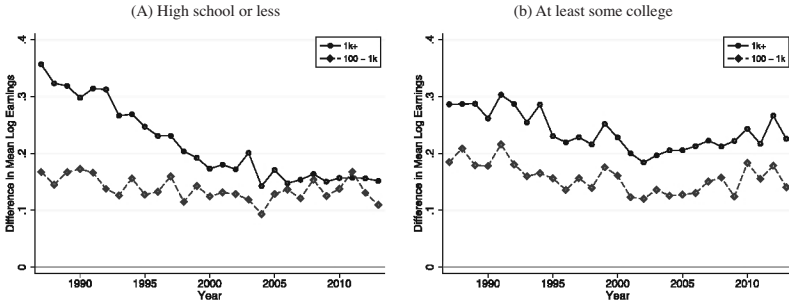 (A) High school or less
(b) At least some college
Difference in Mean Log Earnings
.4
.3
.2
.1
0
1k+
100 – 1k
1990
1995
2000
2005
2010
Year
Difference in Mean Log Earnings
.4
.3
.2
.1
0
1k+
100 – 1k
1990
1995
2000
2005
2010
Year